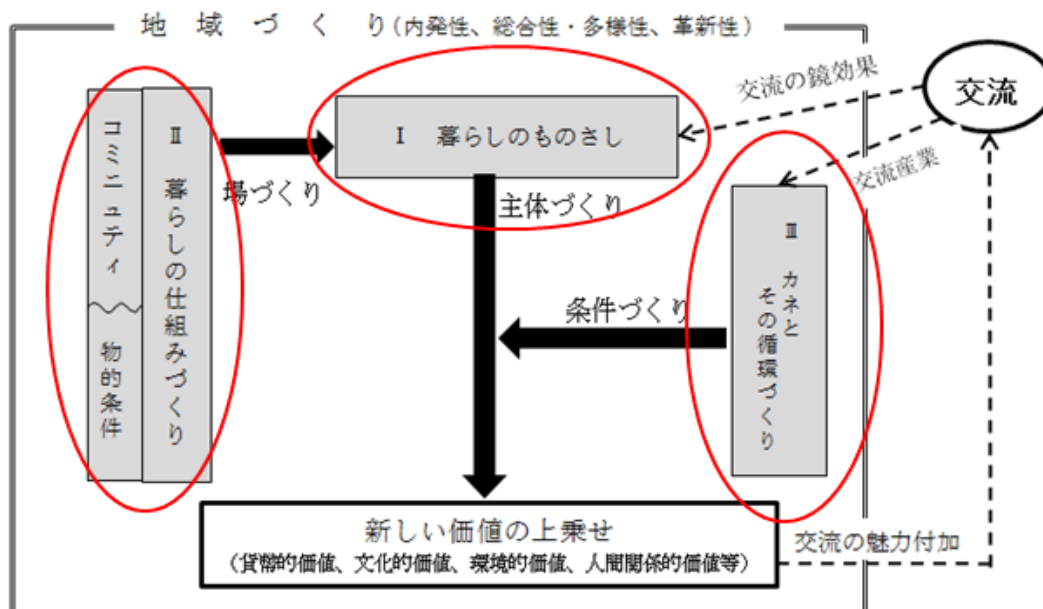 地域づくり(内発性、総合性・多様性、革新性)
交流の鏡効果
交流
交流産業
コミニュティ
物的条件
Ⅱ 暮らしの仕組みづくり
場づくり
Ⅰ 暮らしのものさし
主体づくり
条件づくり
Ⅲ カネと
その循環づくり
新しい価値の上乗せ
(貨幣的価値、文化的価値、環境的価値、人間関係的価値等)
交流の魅力付加